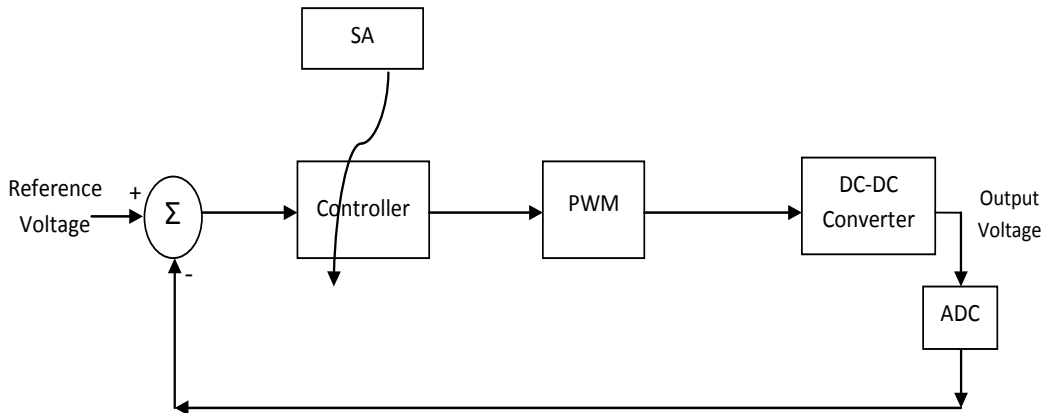 SA
Reference
Voltage
+
Σ
-
Controller
PWM
DC-DC
Converter
Output
Voltage
ADC